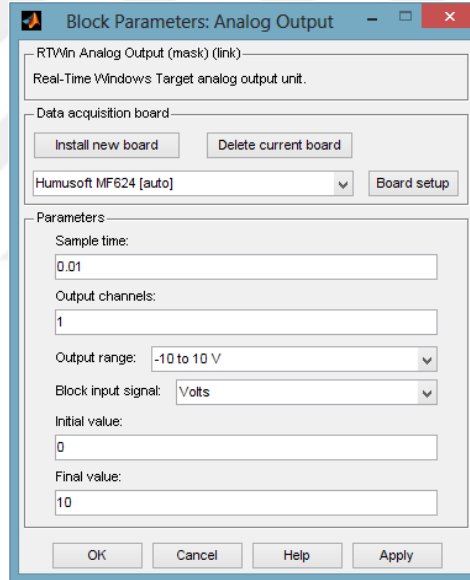 Block Parameters: Analog Output
RTWin Analog Output (mask) (link)
Real-Time Windows Target analog output unit.
Data acquisition board
Install new board Delete current board
Humusoft MF624 [auto] Board setup
Parameters
Sample time:
0.01
Output channels:
1
Output range: -10 to 10 V
Block input signal: Volts
Initial value:
0
Final value:
10
OK Cancel Help Apply